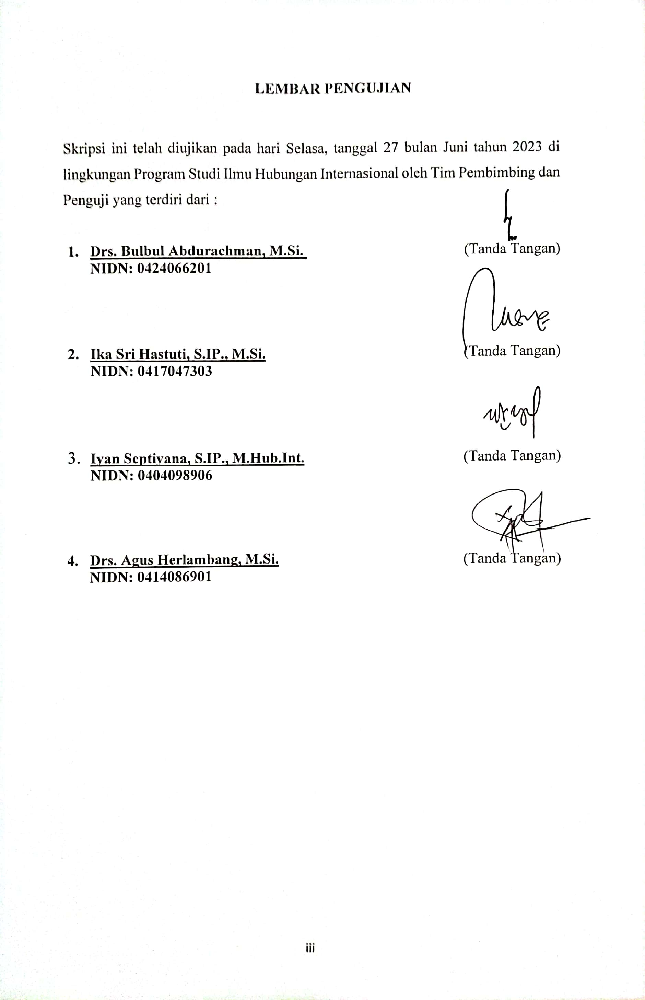 LEMBAR PENGUJIAN
Skripsi ini telah diujikan pada hari Selasa, tanggal 27 bulan Juni tahun 2023 di
lingkungan Program Studi Ilmu Hubungan Internasional oleh Tim Pembimbing dan
Penguji yang terdiri dari :
1. Drs. Bulbul Abdurachman, M.Si. (Tanda Tangan)
NIDN: 0424066201
2. Ika Sri Hastuti, S.IP., M.Si. (Tanda Tangan)
NIDN: 0417047303
3. Iyan Septiyana, S.IP., M.Hub.Int. (Tanda Tangan)
NIDN: 0404098906
4. Drs. Agus Herlambang, M.Si. (Tanda Tangan)
NIDN: 0414086901
iii